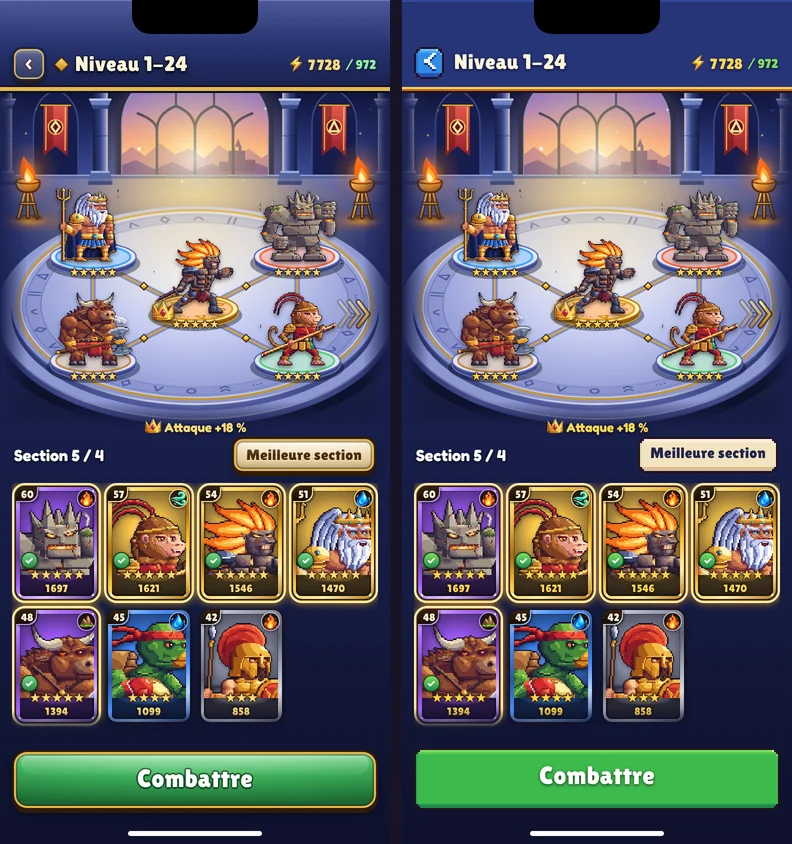 Niveau 1-24
7728 / 972
Attaque +18 %
Section 5 / 4
Meilleure section
60
57
54
51
1697
1621
1546
1470
48
45
42
1394
1099
858
Combattre
Niveau 1-24
7728 / 972
Attaque +18 %
Section 5 / 4
Meilleure section
60
57
54
51
1697
1621
1546
1470
48
45
42
1394
1099
858
Combattre